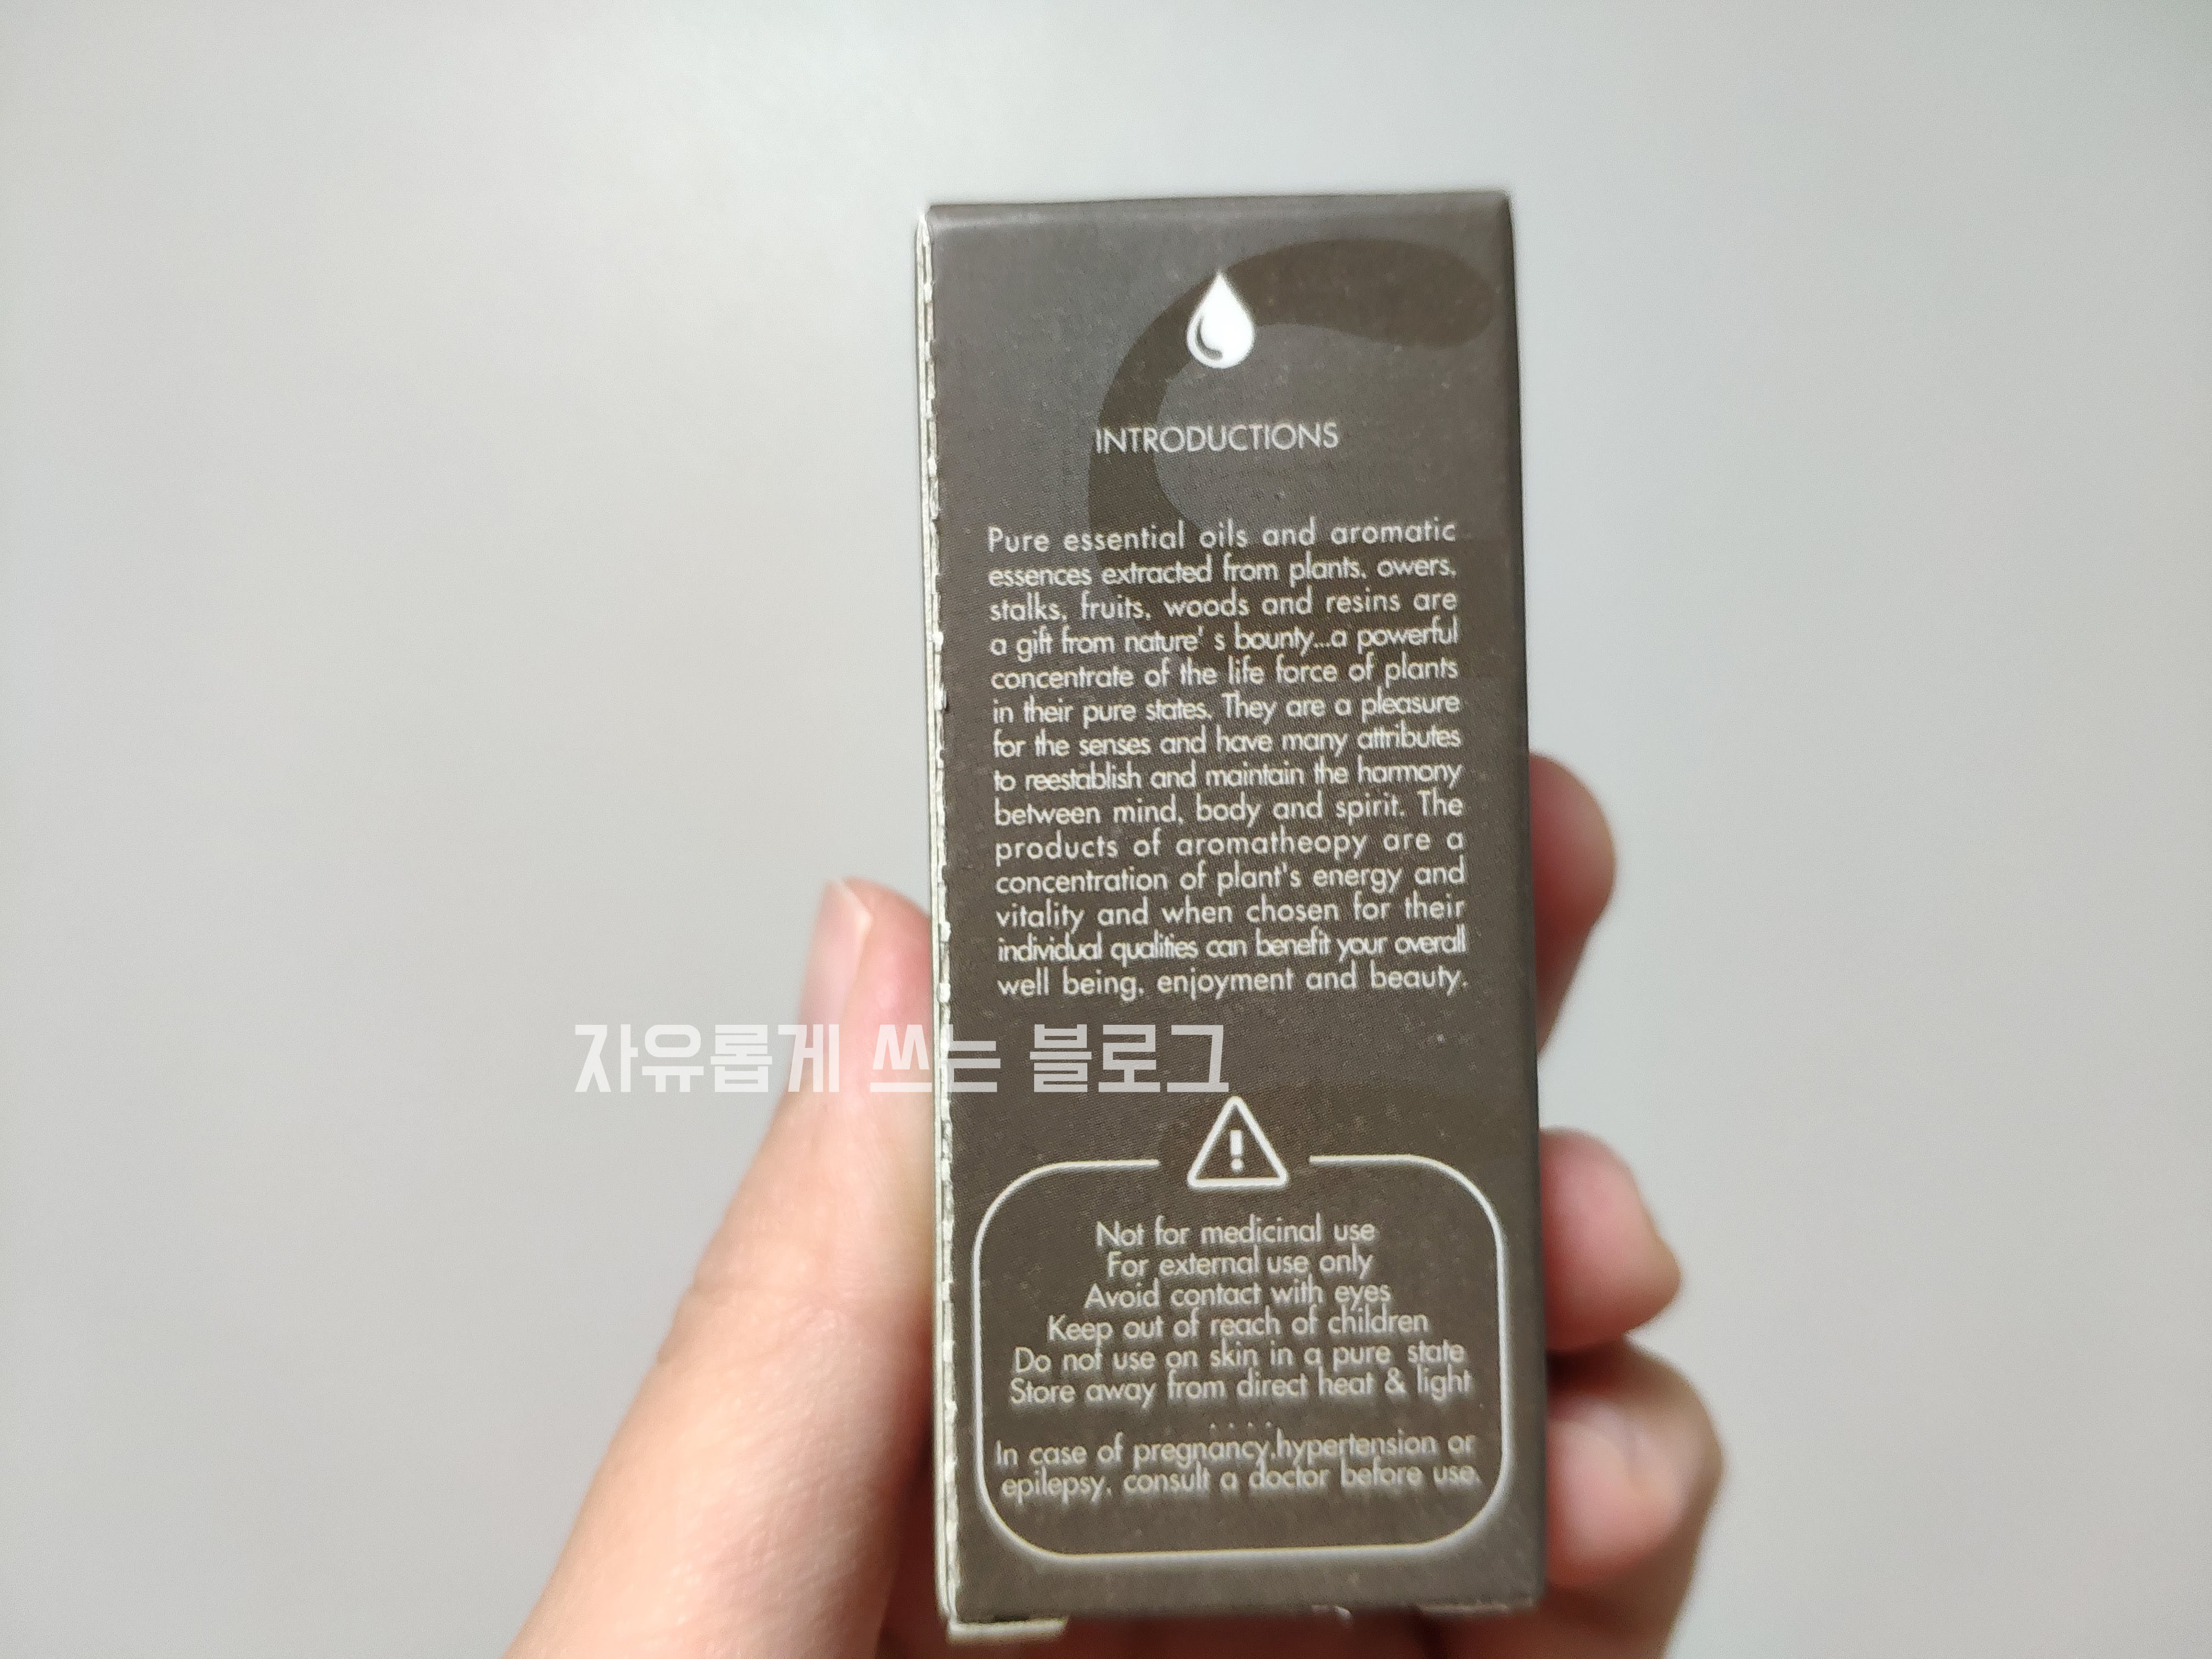 INTRODUCTIONS
Pure essential oils and aromatic
essences extracted from plants, owers,
stalks, fruits, woods and resins are
a gift from nature' s bounty...a powerful
concentrate of the life force of plants
in their pure states. They are a pleasure
for the senses and have many attributes
to reestablish and maintain the harmony
between mind, body and spirit. The
products of aromatheopy are a
concentration of plant's energy and
vitality and when chosen for their
individual qualities can benefit your overall
well being, enjoyment and beauty.
자유롭게 쓰는 블로그
Not for medicinal use
For external use only
Avoid contact with eyes
Keep out of reach of children
Do not use on skin in a pure state
Store away from direct heat & light
. . . .
In case of pregnancy,hypertension or
epilepsy, consult a doctor before use.